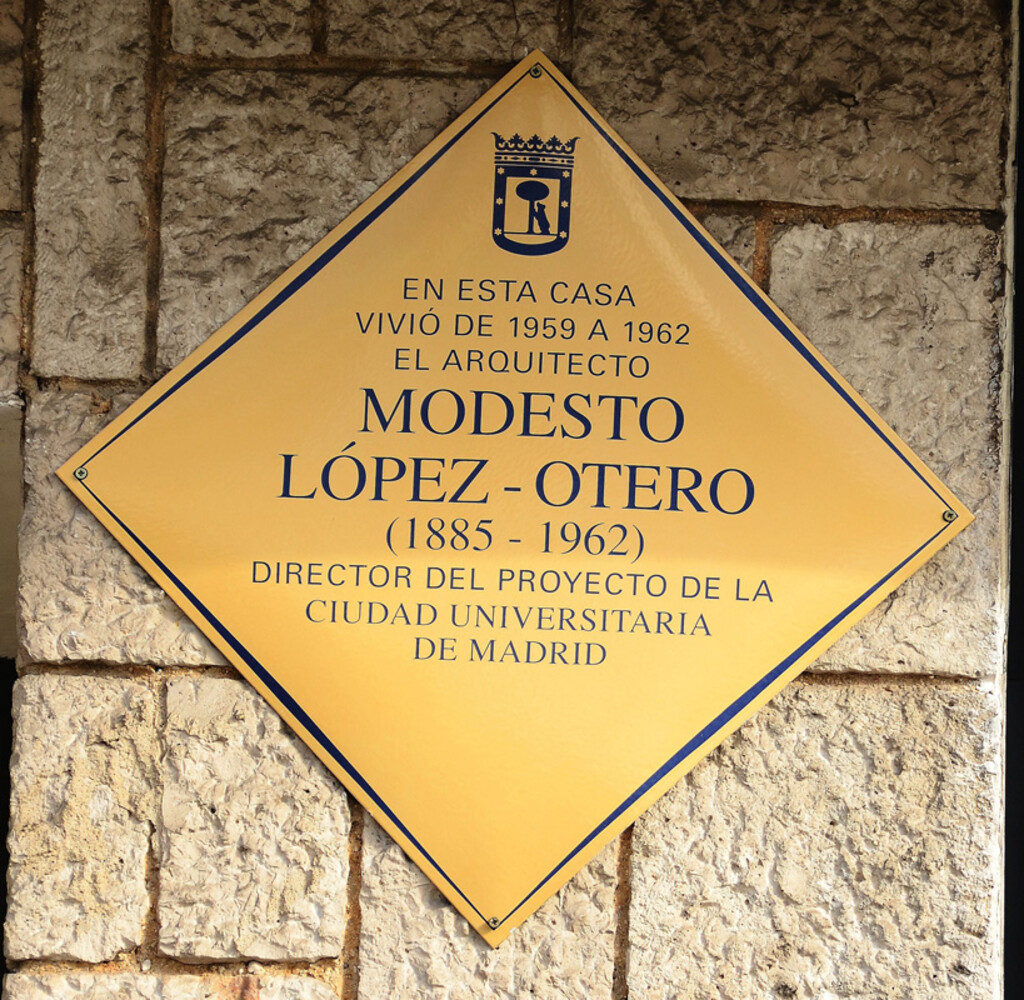 EN ESTA CASA
VIVIÓ DE 1959 A 1962
EL ARQUITECTO
MODESTO
LÓPEZ - OTERO
(1885 - 1962)
DIRECTOR DEL PROYECTO DE LA
CIUDAD UNIVERSITARIA
DE MADRID